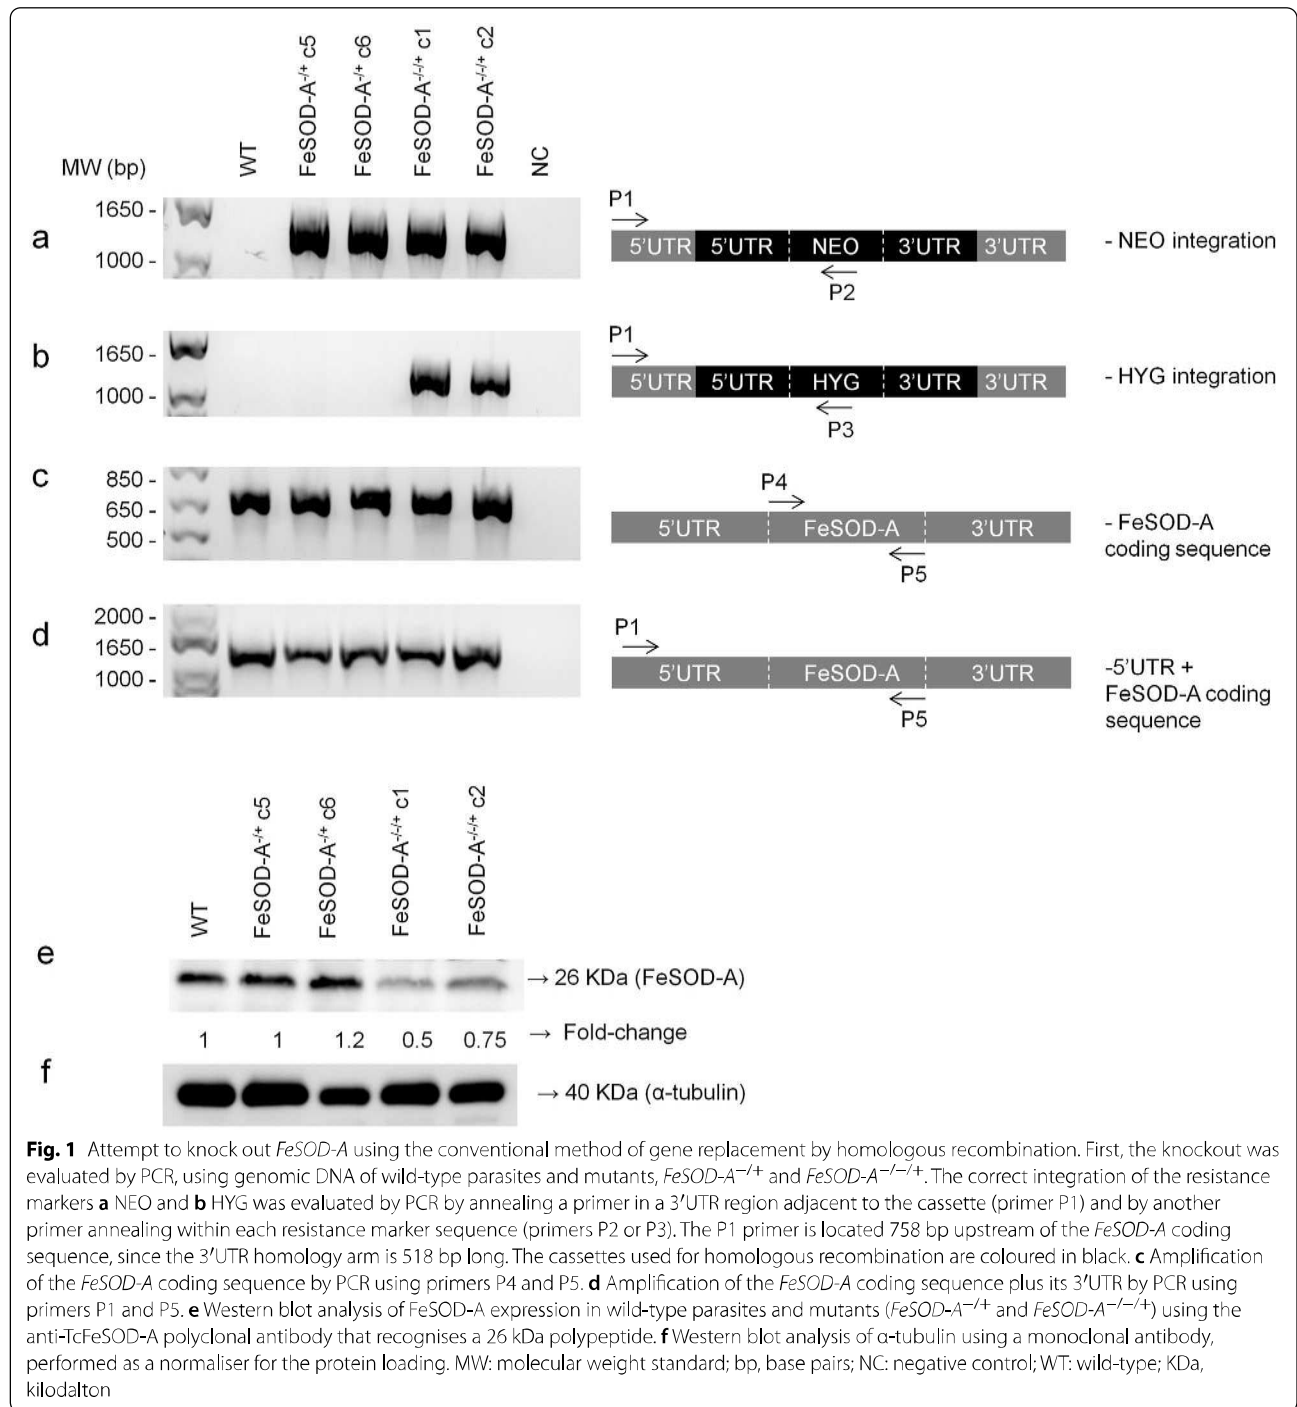 FeSOD-A-/+ c5
FeSOD-A-/+ c6
FeSOD-A-/-/+ c1
FeSOD-A-/-/+ c2
WT
NC
MW (bp)
a
1650 -
1000 -
P1
5'UTR 5'UTR NEO 3'UTR 3'UTR
P2
- NEO integration
b
1650 -
1000 -
P1
5'UTR 5'UTR HYG 3'UTR 3'UTR
P3
- HYG integration
c
850 -
650 -
500 -
P4
5'UTR FeSOD-A 3'UTR
P5
- FeSOD-A
coding sequence
d
2000 -
1650 -
1000 -
P1
5'UTR FeSOD-A 3'UTR
P5
-5'UTR +
FeSOD-A coding
sequence
WT
FeSOD-A-/+ c5
FeSOD-A-/+ c6
FeSOD-A-/-/+ c1
FeSOD-A-/-/+ c2
e
→ 26 KDa (FeSOD-A)
1 1 1.2 0.5 0.75 → Fold-change
f
→ 40 KDa (α-tubulin)
Fig. 1 Attempt to knock out FeSOD-A using the conventional method of gene replacement by homologous recombination. First, the knockout was
evaluated by PCR, using genomic DNA of wild-type parasites and mutants, FeSOD-A−/+ and FeSOD-A−/−/+. The correct integration of the resistance
markers a NEO and b HYG was evaluated by PCR by annealing a primer in a 3′UTR region adjacent to the cassette (primer P1) and by another
primer annealing within each resistance marker sequence (primers P2 or P3). The P1 primer is located 758 bp upstream of the FeSOD-A coding
sequence, since the 3′UTR homology arm is 518 bp long. The cassettes used for homologous recombination are coloured in black. c Amplification
of the FeSOD-A coding sequence by PCR using primers P4 and P5. d Amplification of the FeSOD-A coding sequence plus its 3′UTR by PCR using
primers P1 and P5. e Western blot analysis of FeSOD-A expression in wild-type parasites and mutants (FeSOD-A−/+ and FeSOD-A−/−/+) using the
anti-TcFeSOD-A polyclonal antibody that recognises a 26 kDa polypeptide. f Western blot analysis of α-tubulin using a monoclonal antibody,
performed as a normaliser for the protein loading. MW: molecular weight standard; bp, base pairs; NC: negative control; WT: wild-type; KDa,
kilodalton